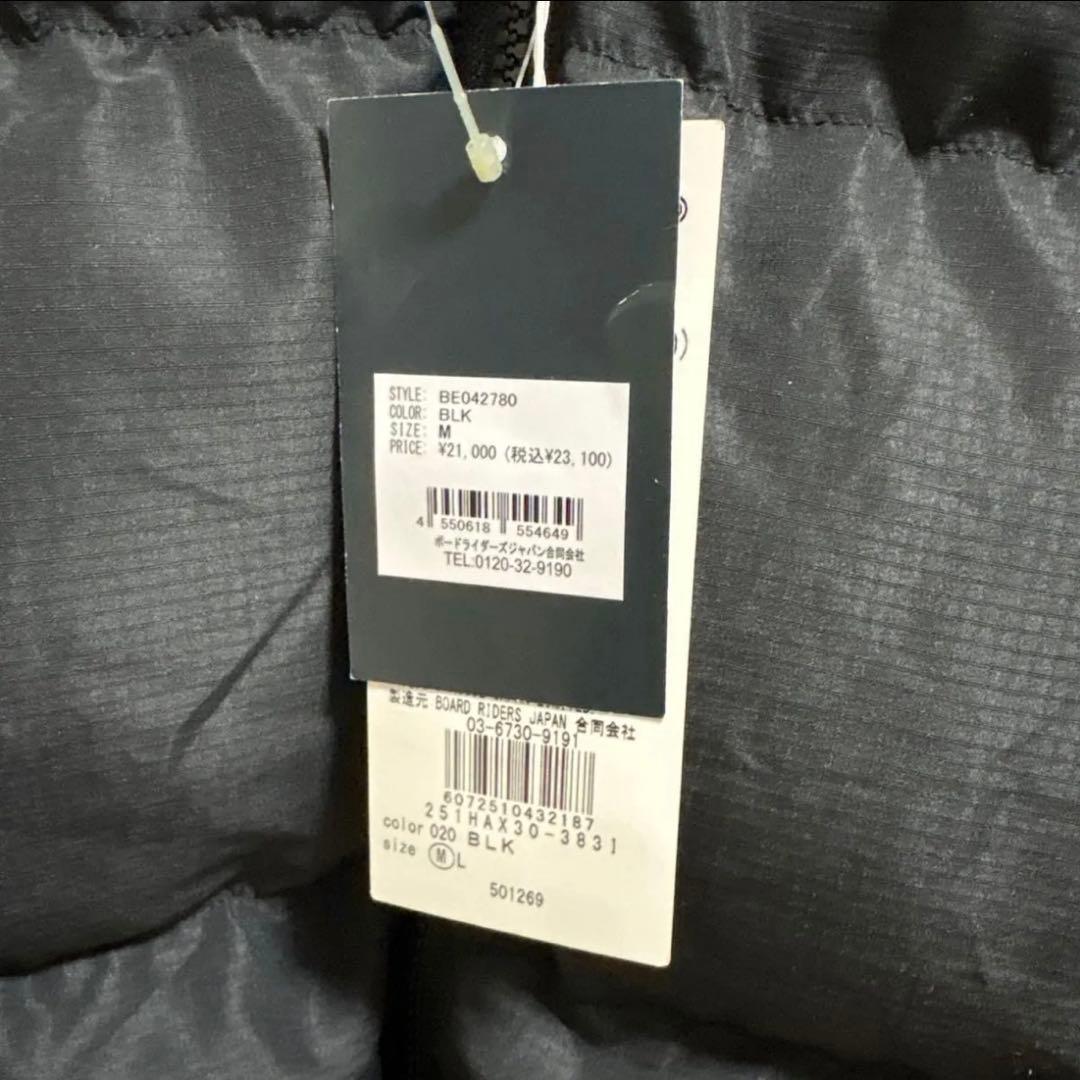 STYLE: BE042780
COLOR: BLK
SIZE: M
PRICE: ¥21,000 (税込¥23,100)
4 550618 554649
ボードライダーズジャパン合同会社
TEL:0120-32-9190
製造元 BOARD RIDERS JAPAN 合同会社
03-6730-9191
6072510432187
251HAX30-3831
color 020 BLK
size M L
501269